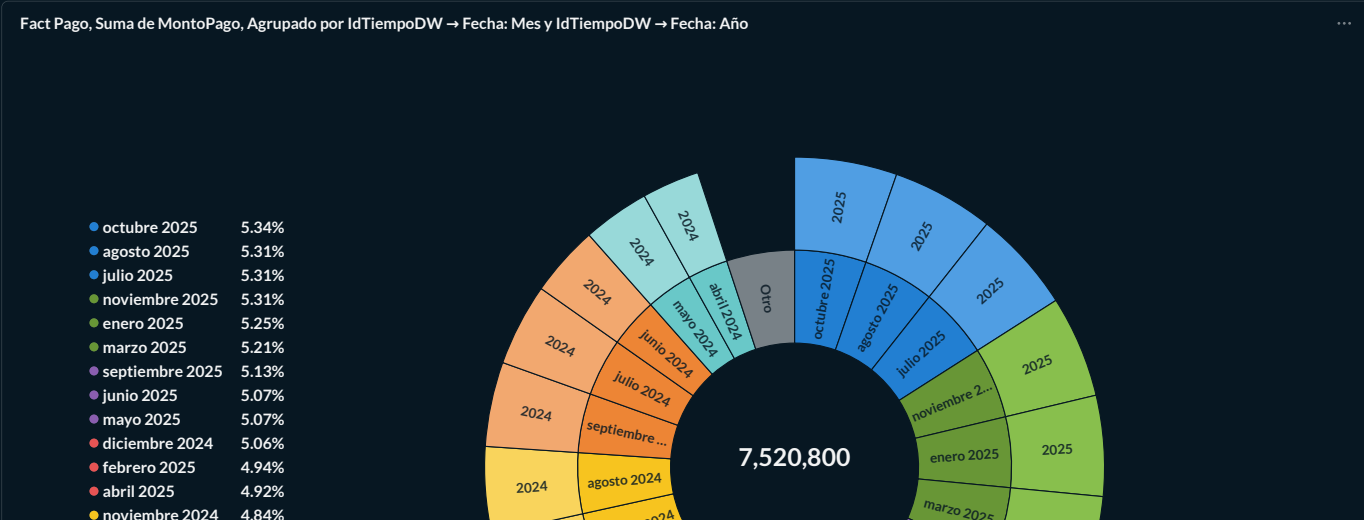 Fact Pago, Suma de MontoPago, Agrupado por IdTiempoDW → Fecha: Mes y IdTiempoDW → Fecha: Año
octubre 2025 5.34%
agosto 2025 5.31%
julio 2025 5.31%
noviembre 2025 5.31%
enero 2025 5.25%
marzo 2025 5.21%
septiembre 2025 5.13%
junio 2025 5.07%
mayo 2025 5.07%
diciembre 2024 5.06%
febrero 2025 4.94%
abril 2025 4.92%
noviembre 2024 4.84%
2025
2025
2025
2025
2025
octubre 2025
agosto 2025
julio 2025
noviembre 2...
enero 2025
marzo 2025
7,520,800
Otro
abril 2024
mayo 2024
junio 2024
julio 2024
septiembre ...
agosto 2024
2024
2024
2024
2024
2024
2024
2024